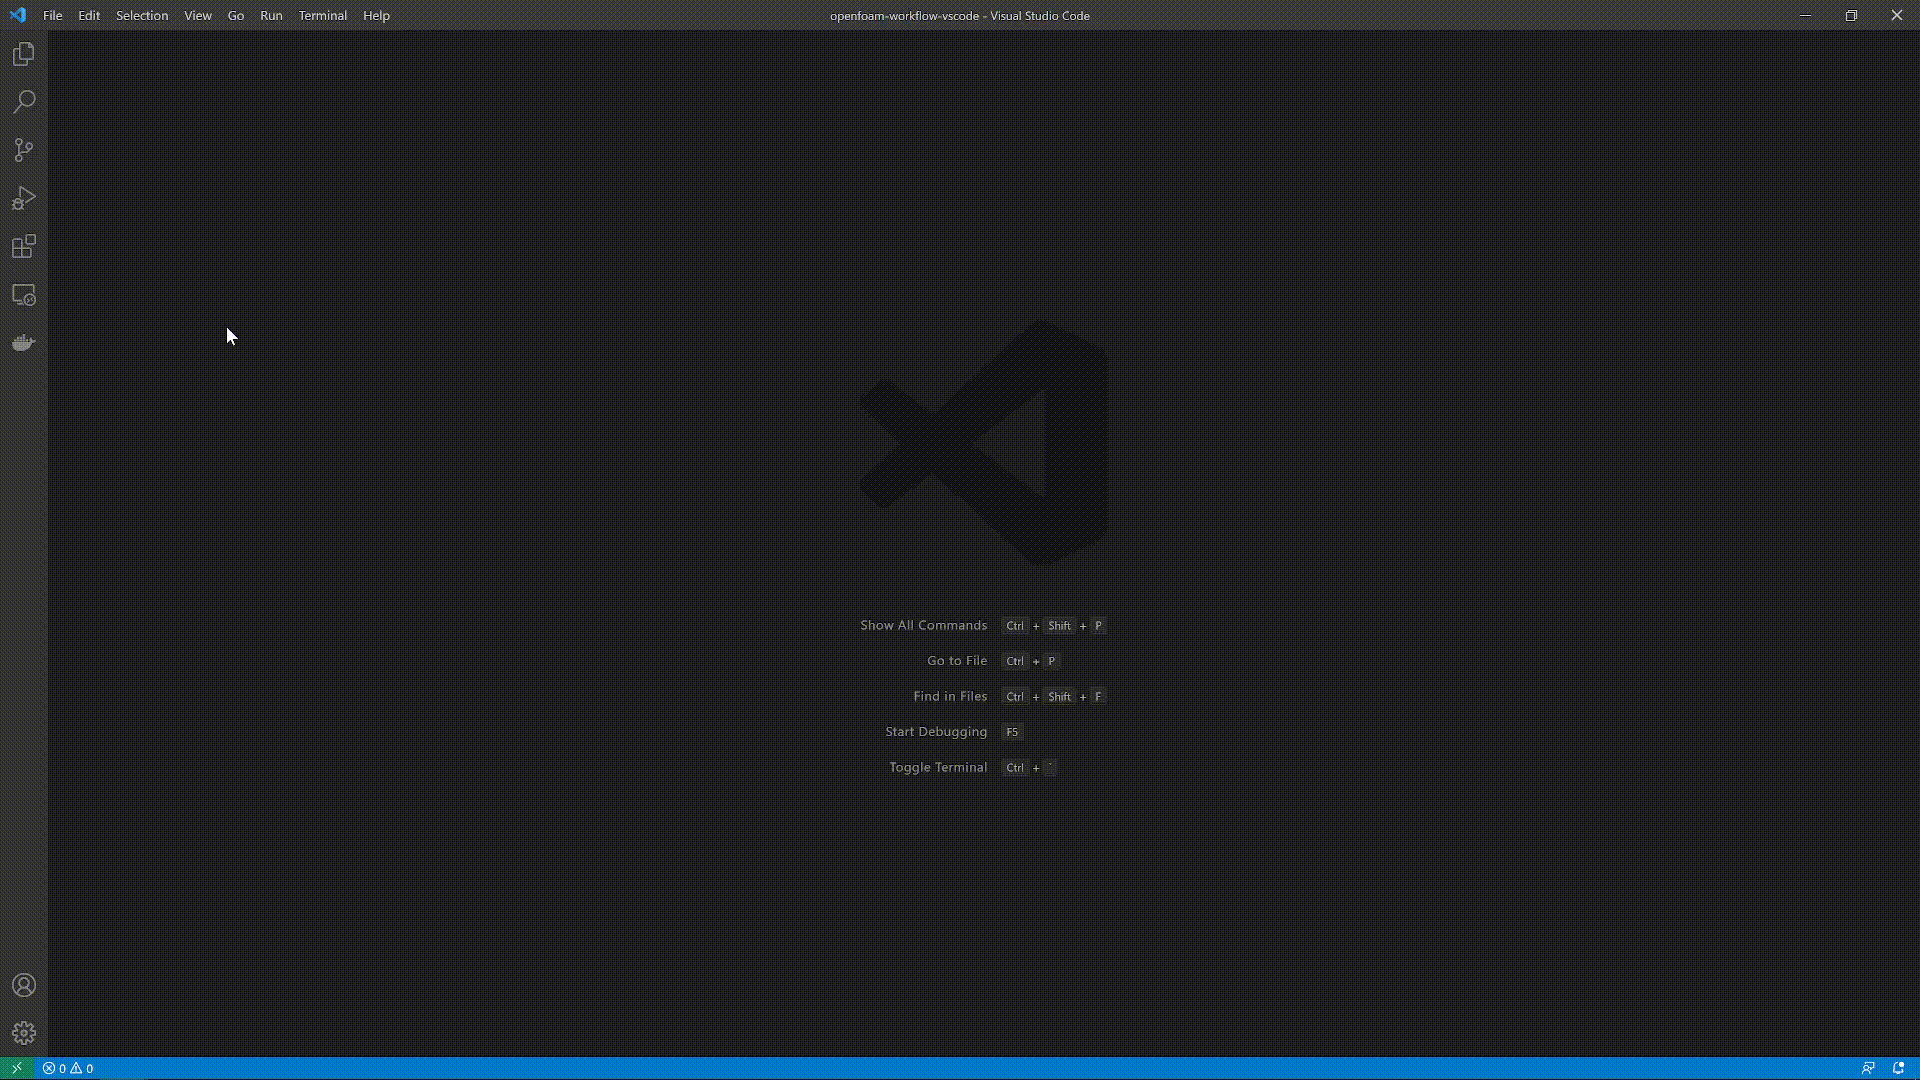 File Edit Selection View Go Run Terminal Help
openfoam-workflow-vscode - Visual Studio Code
Show All Commands Ctrl + Shift + P
Go to File Ctrl + P
Find in Files Ctrl + Shift + F
Start Debugging F5
Toggle Terminal Ctrl + `
0 0